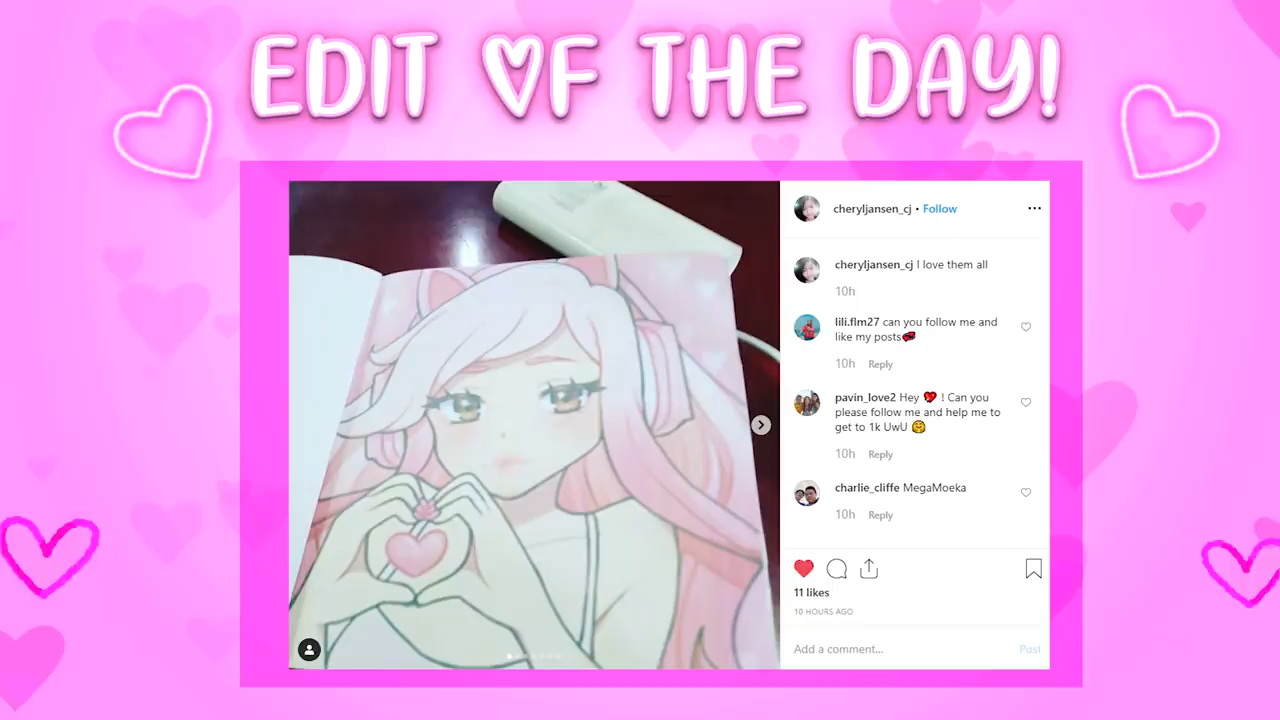 EDIT OF THE DAY!
cheryljansen_cj • Follow
cheryljansen_cj I love them all
10h
lili.flm27 can you follow me and
like my posts💌
10h Reply
pavin_love2 Hey 💖 ! Can you
please follow me and help me to
get to 1k UwU 🤗
10h Reply
charlie_cliffe MegaMoeka
10h Reply
11 likes
10 HOURS AGO
Add a comment... Post